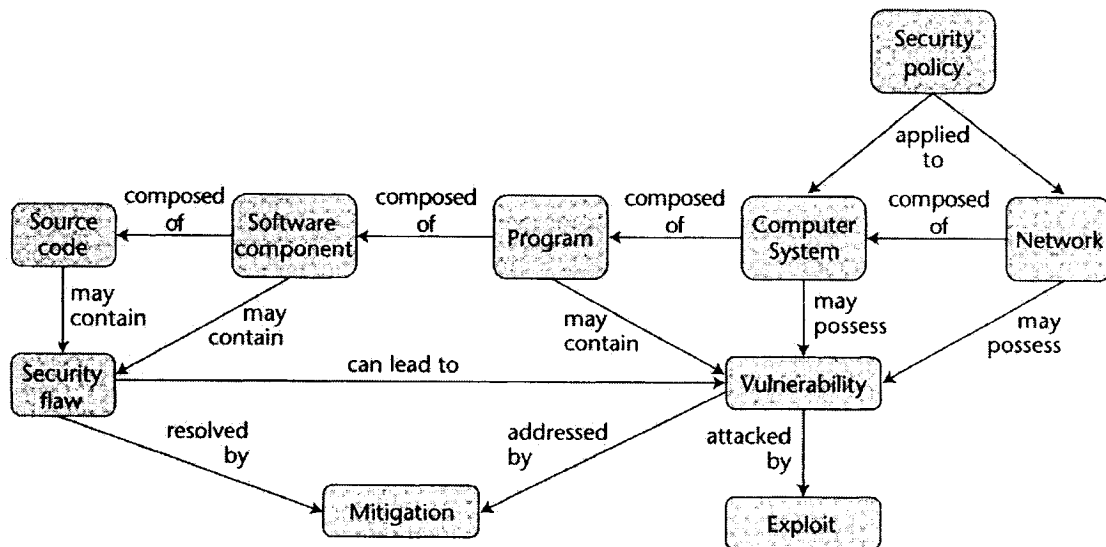 Security
policy
applied
to
composed
of
composed
of
composed
of
composed
of
Source
code
Software
component
Program
Computer
System
Network
may
contain
may
contain
may
contain
may
possess
may
possess
Security
flaw
can lead to
Vulnerability
resolved
by
addressed
by
attacked
by
Mitigation
Exploit